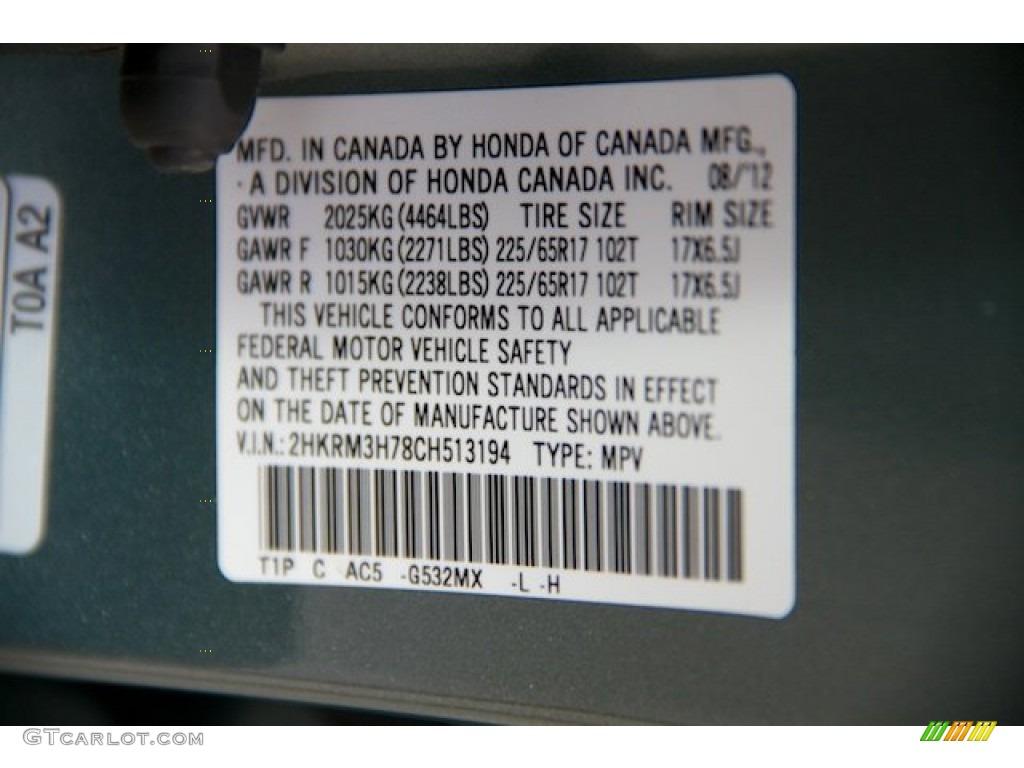 MFD. IN CANADA BY HONDA OF CANADA MFG.,
· A DIVISION OF HONDA CANADA INC. 08/'12
GVWR 2025KG(4464LBS) TIRE SIZE RIM SIZE
GAWR F 1030KG(2271LBS) 225/65R17 102T 17X6.5J
GAWR R 1015KG(2238LBS) 225/65R17 102T 17X6.5J
THIS VEHICLE CONFORMS TO ALL APPLICABLE
FEDERAL MOTOR VEHICLE SAFETY
AND THEFT PREVENTION STANDARDS IN EFFECT
ON THE DATE OF MANUFACTURE SHOWN ABOVE.
V.I.N.: 2HKRM3H78CH513194 TYPE: MPV
T1P C AC5 -G532MX -L -H
T0A A2
GTCARLOT.COM